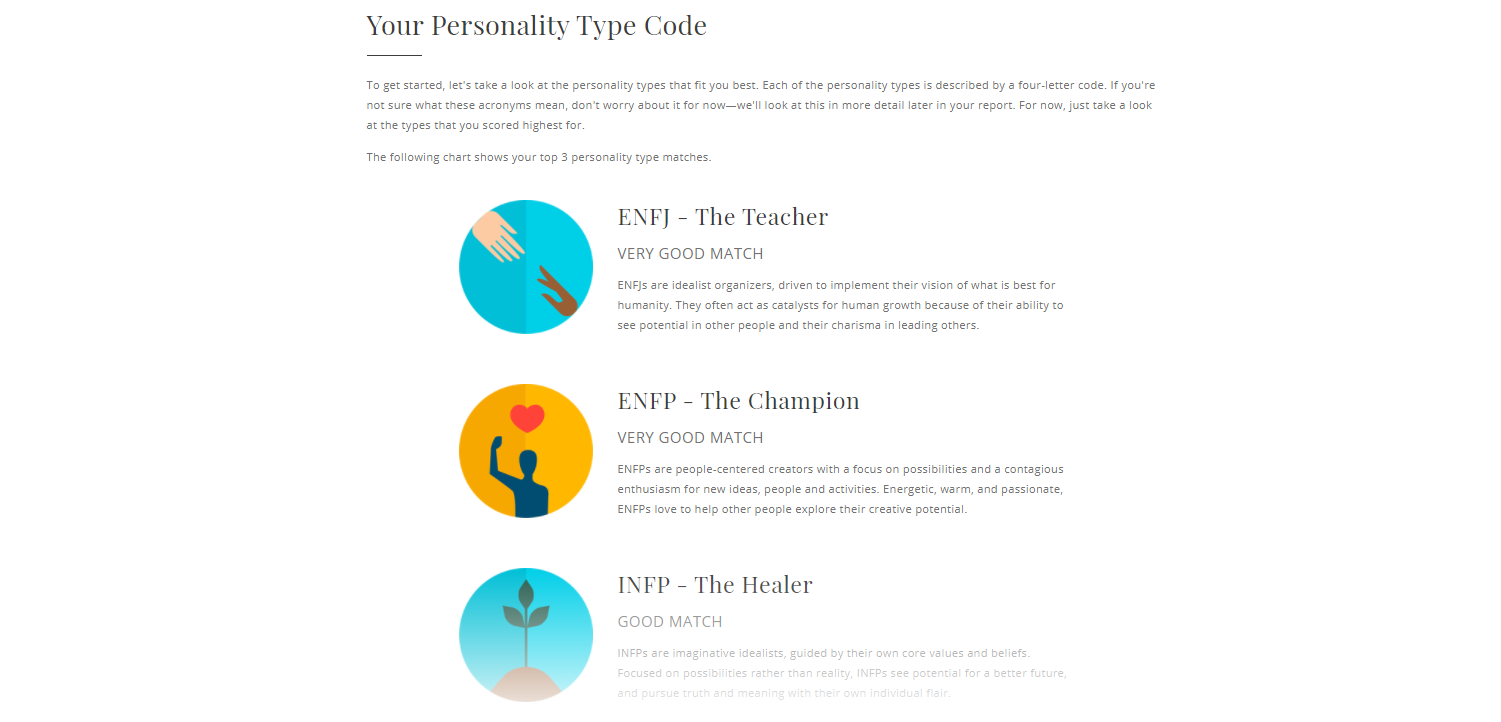 Your Personality Type Code
To get started, let's take a look at the personality types that fit you best. Each of the personality types is described by a four-letter code. If you're
not sure what these acronyms mean, don't worry about it for now—we'll look at this in more detail later in your report. For now, just take a look
at the types that you scored highest for.
The following chart shows your top 3 personality type matches.
ENFJ - The Teacher
VERY GOOD MATCH
ENFJs are idealist organizers, driven to implement their vision of what is best for
humanity. They often act as catalysts for human growth because of their ability to
see potential in other people and their charisma in leading others.
ENFP - The Champion
VERY GOOD MATCH
ENFPs are people-centered creators with a focus on possibilities and a contagious
enthusiasm for new ideas, people and activities. Energetic, warm, and passionate,
ENFPs love to help other people explore their creative potential.
INFP - The Healer
GOOD MATCH
INFPs are imaginative idealists, guided by their own core values and beliefs.
Focused on possibilities rather than reality, INFPs see potential for a better future,
and pursue truth and meaning with their own individual flair.